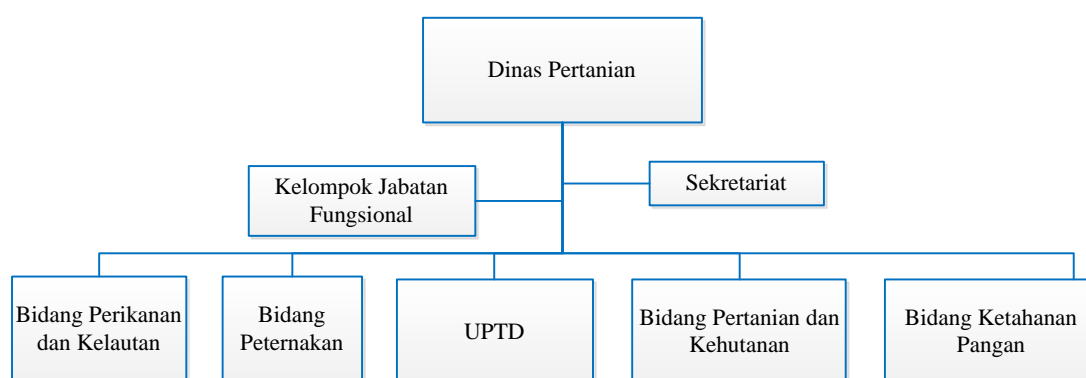 Dinas Pertanian
Kelompok Jabatan
Fungsional
Sekretariat
Bidang Perikanan
dan Kelautan
Bidang
Peternakan
UPTD
Bidang Pertanian dan
Kehutanan
Bidang Ketahanan
Pangan